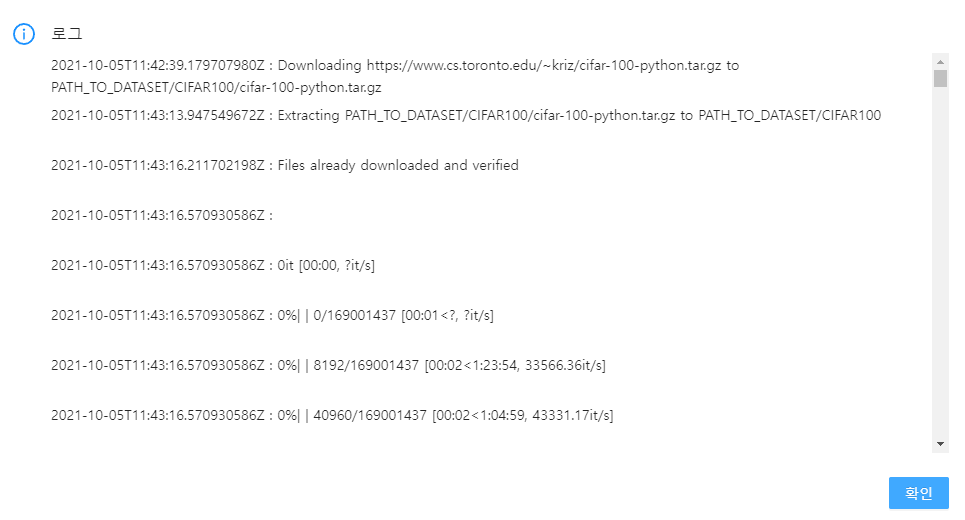 로그
2021-10-05T11:42:39.179707980Z : Downloading https://www.cs.toronto.edu/~kriz/cifar-100-python.tar.gz to
PATH_TO_DATASET/CIFAR100/cifar-100-python.tar.gz
2021-10-05T11:43:13.947549672Z : Extracting PATH_TO_DATASET/CIFAR100/cifar-100-python.tar.gz to PATH_TO_DATASET/CIFAR100
2021-10-05T11:43:16.211702198Z : Files already downloaded and verified
2021-10-05T11:43:16.570930586Z :
2021-10-05T11:43:16.570930586Z : 0it [00:00, ?it/s]
2021-10-05T11:43:16.570930586Z : 0%| | 0/169001437 [00:01<?, ?it/s]
2021-10-05T11:43:16.570930586Z : 0%| | 8192/169001437 [00:02<1:23:54, 33566.36it/s]
2021-10-05T11:43:16.570930586Z : 0%| | 40960/169001437 [00:02<1:04:59, 43331.17it/s]
확인